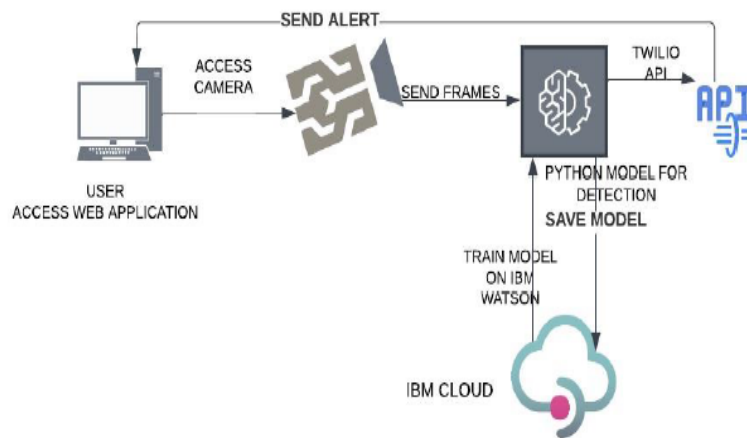 SEND ALERT
ACCESS
CAMERA
SEND FRAMES
TWILIO
API
API
USER
ACCESS WEB APPLICATION
PYTHON MODEL FOR
DETECTION
SAVE MODEL
TRAIN MODEL
ON IBM
WATSON
IBM CLOUD